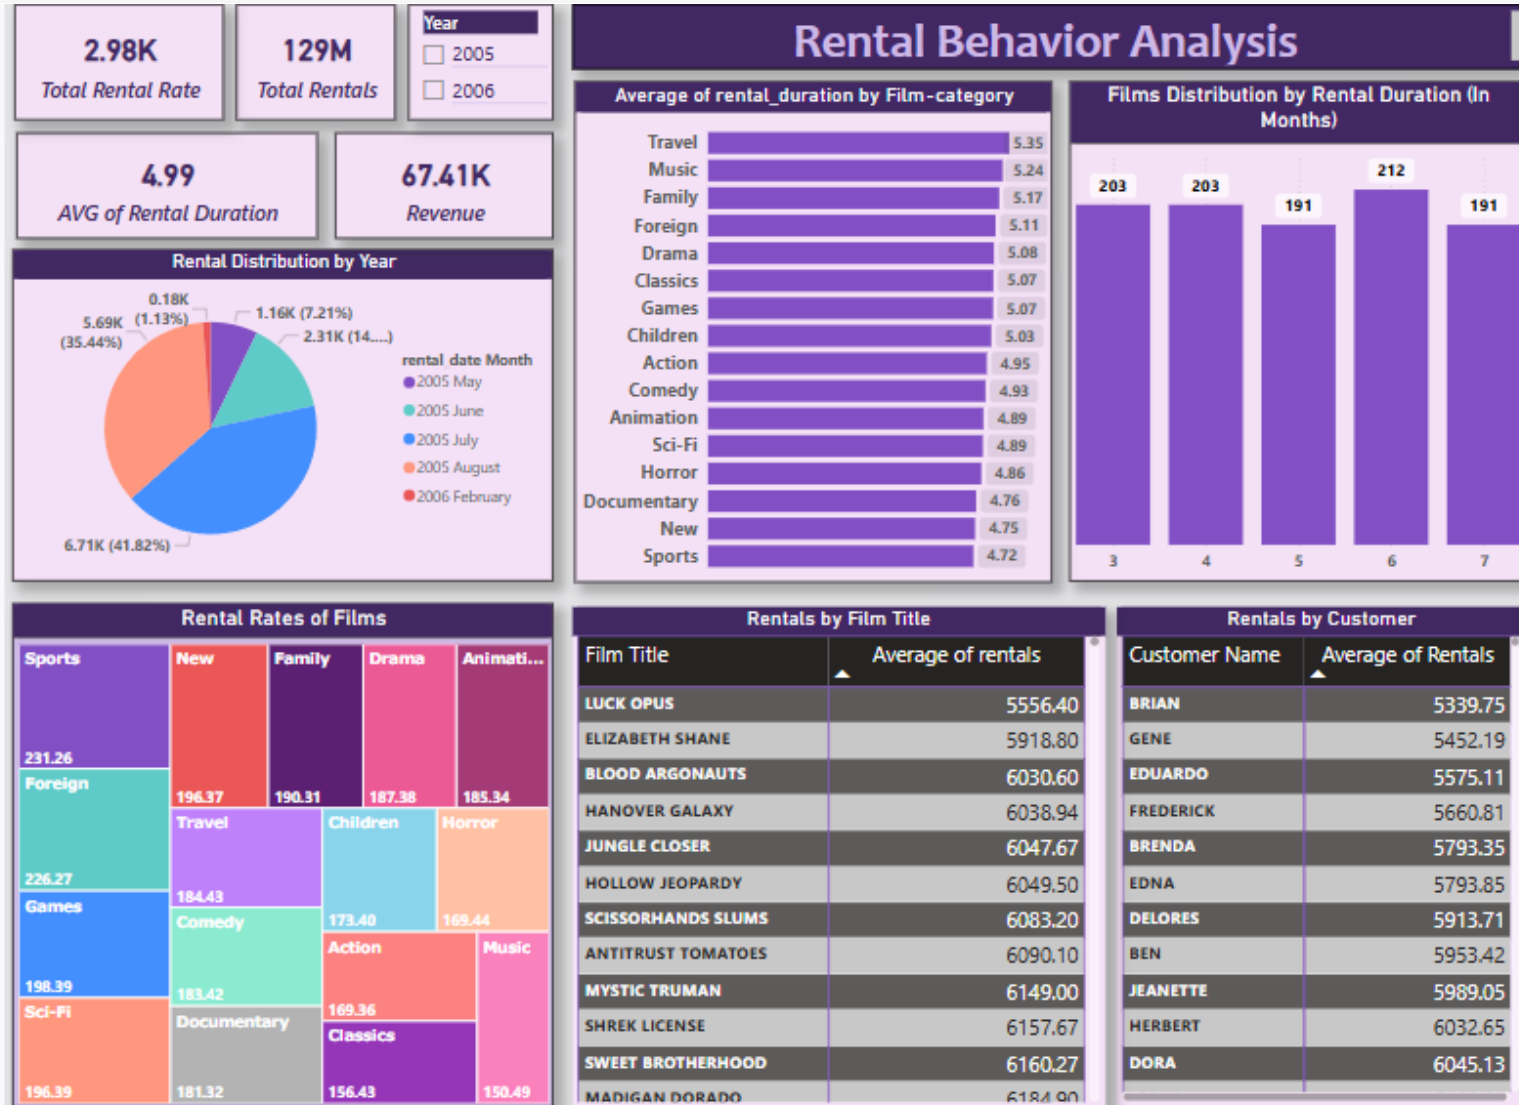 2.98K
Total Rental Rate
129M
Total Rentals
Year
2005
2006
4.99
AVG of Rental Duration
67.41K
Revenue
Rental Behavior Analysis
Rental Distribution by Year
0.18K
(1.13%)
1.16K (7.21%)
5.69K
(35.44%)
2.31K (14....)
6.71K (41.82%)
rental_date Month
2005 May
2005 June
2005 July
2005 August
2006 February
Average of rental_duration by Film-category
Travel 5.35
Music 5.24
Family 5.17
Foreign 5.11
Drama 5.08
Classics 5.07
Games 5.07
Children 5.03
Action 4.95
Comedy 4.93
Animation 4.89
Sci-Fi 4.89
Horror 4.86
Documentary 4.76
New 4.75
Sports 4.72
Films Distribution by Rental Duration (In
Months)
203 203 191 212 191
3 4 5 6 7
Rental Rates of Films
Sports
231.26
Foreign
226.27
Games
198.39
Sci-Fi
196.39
New
196.37
Family
190.31
Drama
187.38
Animati...
185.34
Travel
184.43
Comedy
183.42
Documentary
181.32
Children
173.40
Horror
169.44
Action
169.36
Classics
156.43
Music
150.49
Rentals by Film Title
Film Title Average of rentals
LUCK OPUS 5556.40
ELIZABETH SHANE 5918.80
BLOOD ARGONAUTS 6030.60
HANOVER GALAXY 6038.94
JUNGLE CLOSER 6047.67
HOLLOW JEOPARDY 6049.50
SCISSORHANDS SLUMS 6083.20
ANTITRUST TOMATOES 6090.10
MYSTIC TRUMAN 6149.00
SHREK LICENSE 6157.67
SWEET BROTHERHOOD 6160.27
MADIGAN DORADO 6184.90
Rentals by Customer
Customer Name Average of Rentals
BRIAN 5339.75
GENE 5452.19
EDUARDO 5575.11
FREDERICK 5660.81
BRENDA 5793.35
EDNA 5793.85
DELORES 5913.71
BEN 5953.42
JEANETTE 5989.05
HERBERT 6032.65
DORA 6045.13